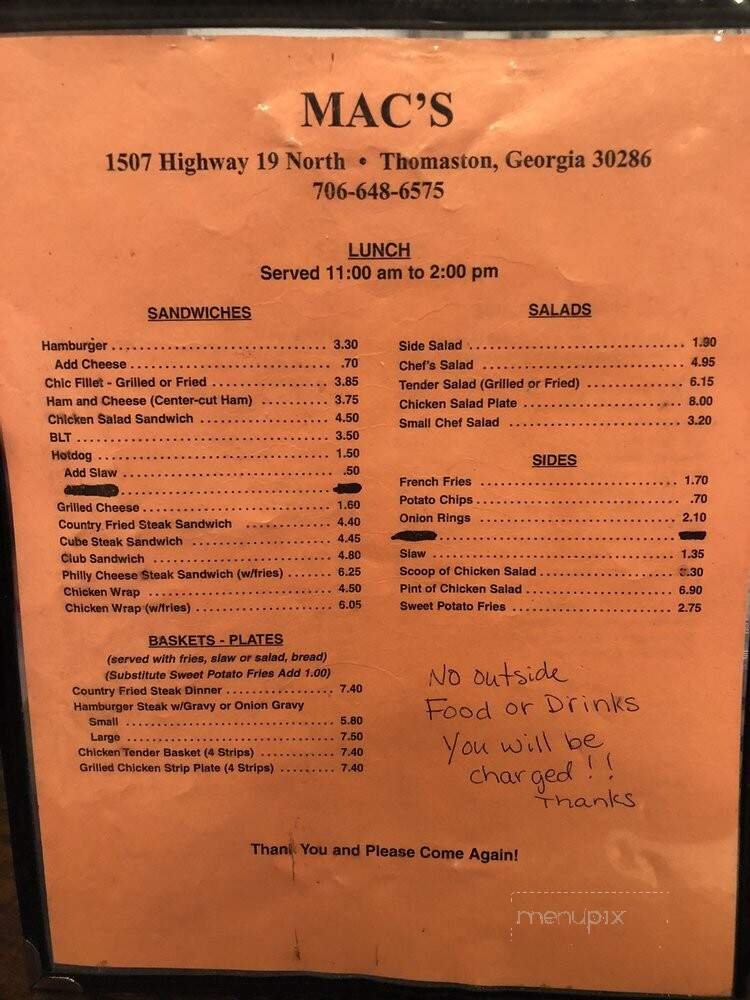 MAC'S
1507 Highway 19 North • Thomaston, Georgia 30286
706-648-6575
LUNCH
Served 11:00 am to 2:00 pm
SANDWICHES
Hamburger 3.30
Add Cheese .70
Chic Fillet - Grilled or Fried 3.85
Ham and Cheese (Center-cut Ham) 3.75
Chicken Salad Sandwich 4.50
BLT 3.50
Hotdog 1.50
Add Slaw .50
Grilled Cheese 1.60
Country Fried Steak Sandwich 4.40
Cube Steak Sandwich 4.45
Club Sandwich 4.80
Philly Cheese Steak Sandwich (w/fries) 6.25
Chicken Wrap 4.50
Chicken Wrap (w/fries) 6.05
BASKETS - PLATES
(served with fries, slaw or salad, bread)
(Substitute Sweet Potato Fries Add 1.00)
Country Fried Steak Dinner 7.40
Hamburger Steak w/Gravy or Onion Gravy
Small 5.80
Large 7.50
Chicken Tender Basket (4 Strips) 7.40
Grilled Chicken Strip Plate (4 Strips) 7.40
SALADS
Side Salad 1.90
Chef's Salad 4.95
Tender Salad (Grilled or Fried) 6.15
Chicken Salad Plate 8.00
Small Chef Salad 3.20
SIDES
French Fries 1.70
Potato Chips .70
Onion Rings 2.10
Slaw 1.35
Scoop of Chicken Salad
Pint of Chicken Salad 6.90
Sweet Potato Fries 2.75
No outside
Food or Drinks
You will be
charged!!
Thanks
Thank You and Please Come Again!
menupix